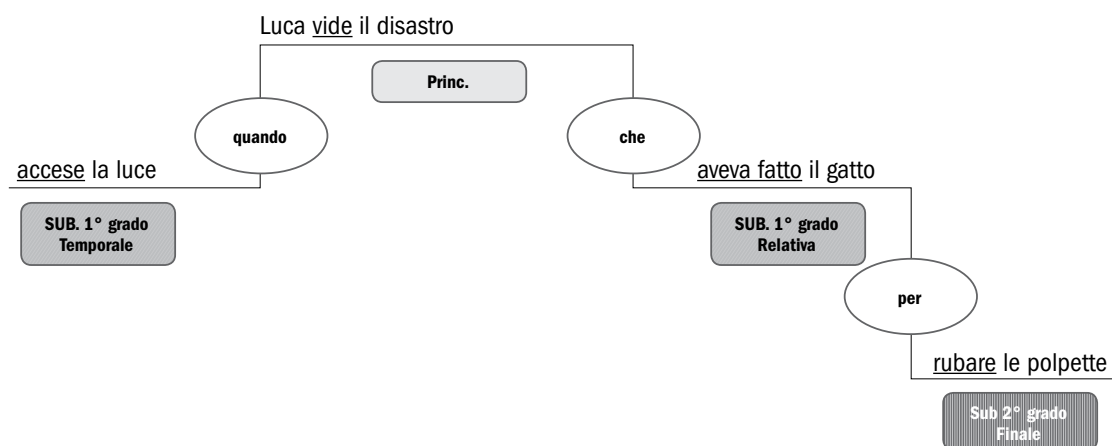 Luca vide il disastro
Princ.
quando
che
accese la luce
aveva fatto il gatto
SUB. 1° grado
Temporale
SUB. 1° grado
Relativa
per
rubare le polpette
Sub 2° grado
Finale